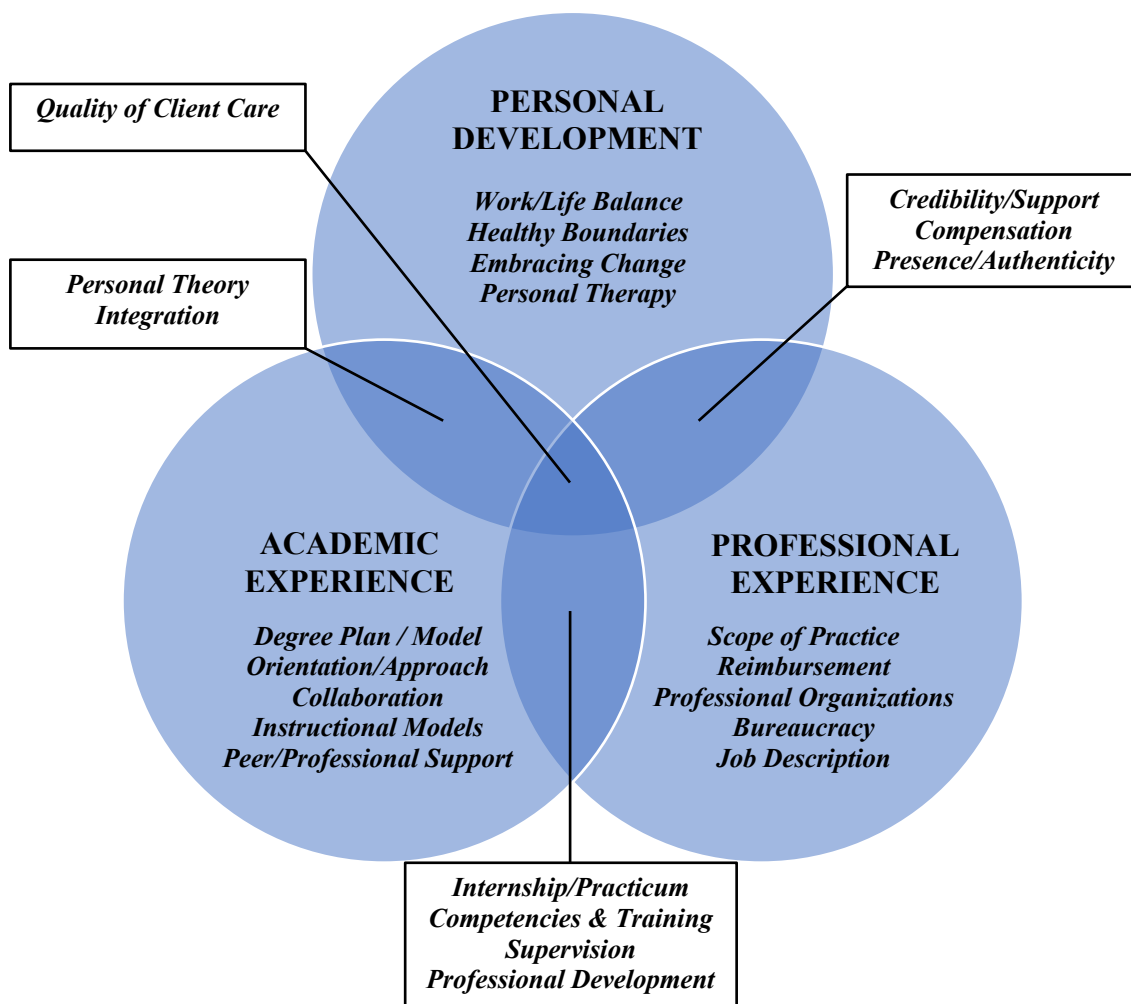 Quality of Client Care
PERSONAL
DEVELOPMENT
Work/Life Balance
Healthy Boundaries
Embracing Change
Personal Therapy
Credibility/Support
Compensation
Presence/Authenticity
Personal Theory
Integration
ACADEMIC
EXPERIENCE
Degree Plan / Model
Orientation/Approach
Collaboration
Instructional Models
Peer/Professional Support
PROFESSIONAL
EXPERIENCE
Scope of Practice
Reimbursement
Professional Organizations
Bureaucracy
Job Description
Internship/Practicum
Competencies & Training
Supervision
Professional Development